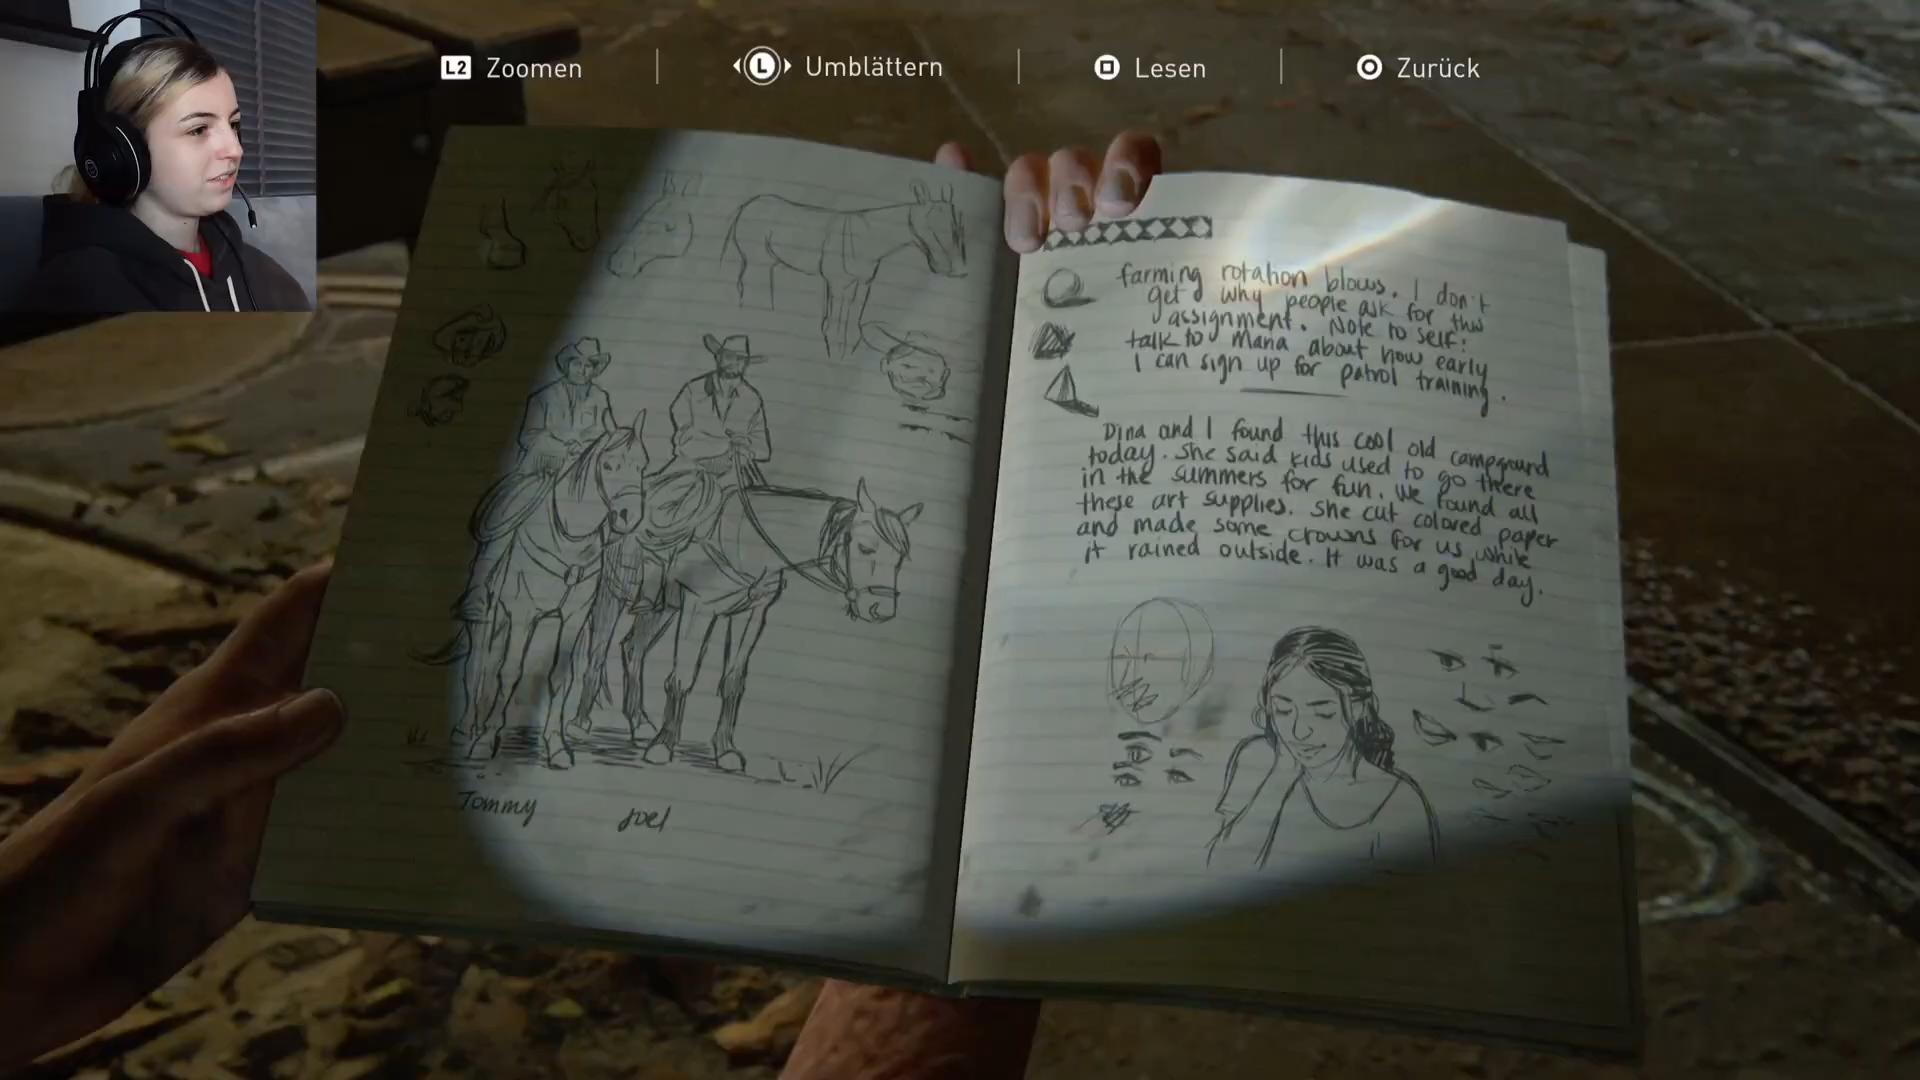 L2 Zoomen
L Umblättern
Lesen
Zurück
farming rotation blows. I don't
get why people ask for this
assignment. Note to self:
talk to Maria about how early
I can sign up for patrol training.
Dina and I found this cool old campground
today. She said kids used to go there
in the summers for fun. We found all
these art supplies. She cut colored paper
and made some crowns for us while
it rained outside. It was a good day.
Tommy
Joel